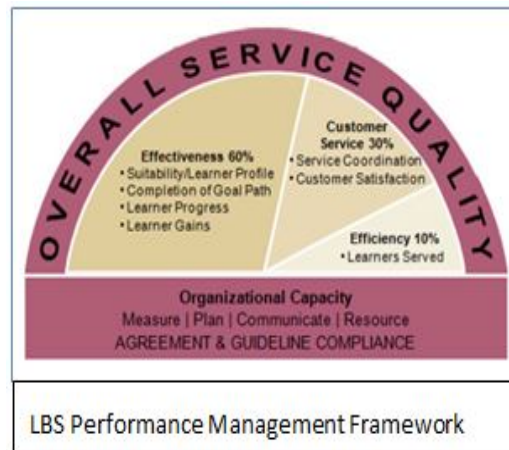 OVERALL SERVICE QUALITY
Effectiveness 60%
• Suitability/Learner Profile
• Completion of Goal Path
• Learner Progress
• Learner Gains
Customer
Service 30%
• Service Coordination
• Customer Satisfaction
Efficiency 10%
• Learners Served
Organizational Capacity
Measure | Plan | Communicate | Resource
AGREEMENT & GUIDELINE COMPLIANCE
LBS Performance Management Framework